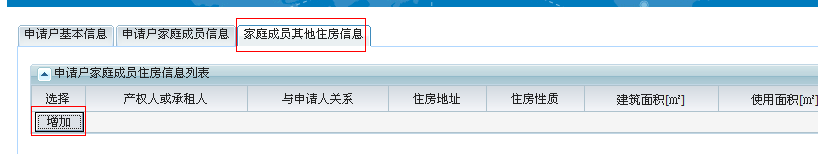 申请户基本信息 申请户家庭成员信息 家庭成员其他住房信息
申请户家庭成员住房信息列表
选择 产权人或承租人 与申请人关系 住房地址 住房性质 建筑面积[㎡] 使用面积[㎡]
增加